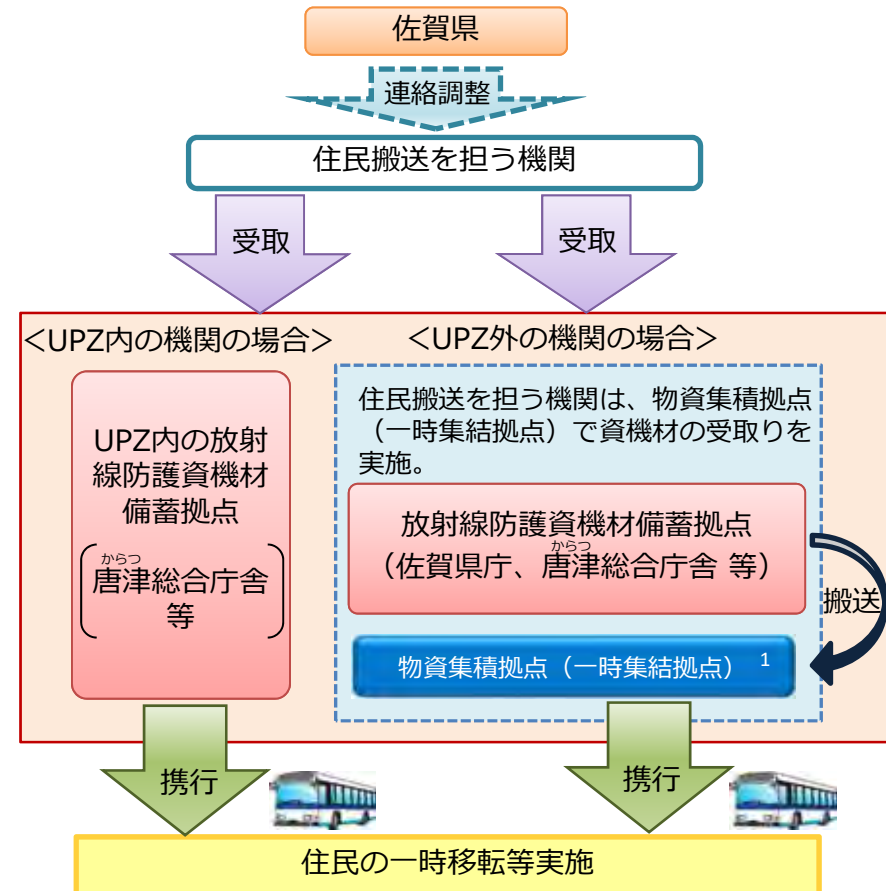 佐賀県
連絡調整
住民搬送を担う機関
受取
受取
＜UPZ内の機関の場合＞
＜UPZ外の機関の場合＞
UPZ内の放射
線防護資機材
備蓄拠点
からつ
唐津総合庁舎
等
住民搬送を担う機関は、物資集積拠点
（一時集結拠点）で資機材の受取りを
実施。
放射線防護資機材備蓄拠点
からつ
（佐賀県庁、唐津総合庁舎 等）
搬送
物資集積拠点（一時集結拠点） 1
携行
携行
住民の一時移転等実施